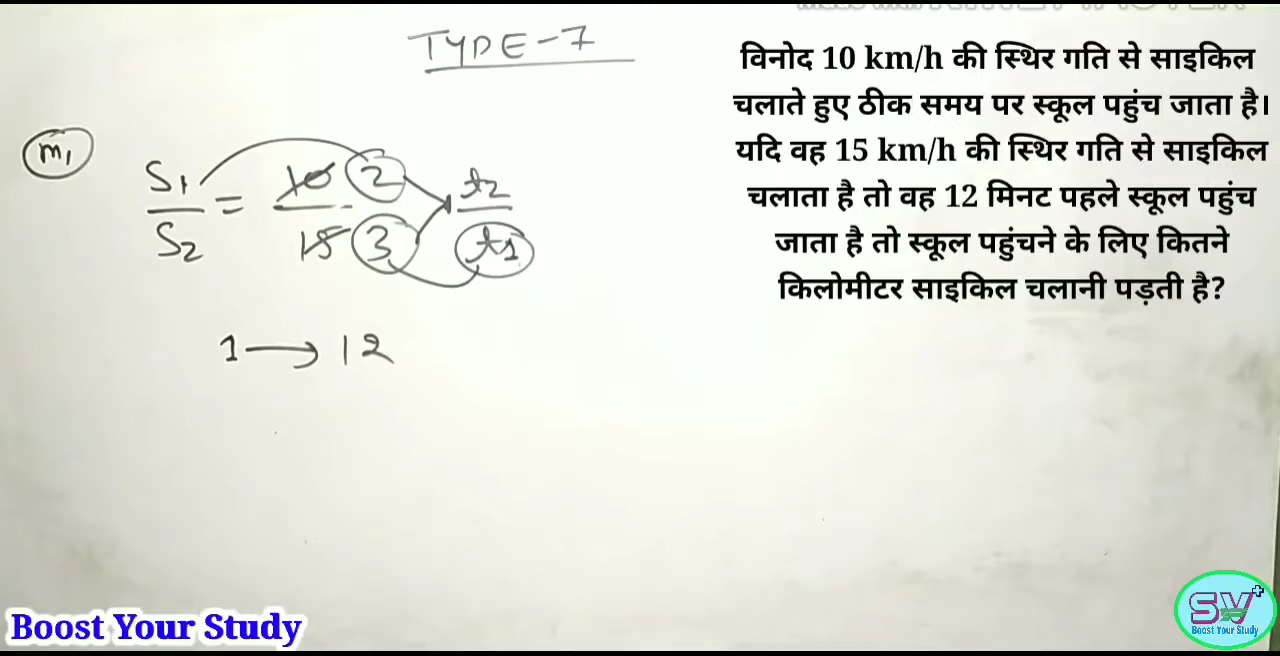 TYPE-7
विनोद 10 km/h की स्थिर गति से साइकिल
चलाते हुए ठीक समय पर स्कूल पहुंच जाता है।
यदि वह 15 km/h की स्थिर गति से साइकिल
चलाता है तो वह 12 मिनट पहले स्कूल पहुंच
जाता है तो स्कूल पहुंचने के लिए कितने
किलोमीटर साइकिल चलानी पड़ती है?
m₁
S₁/S₂ = 10 2/15 3 t₂/t₁
1 → 12
Boost Your Study
SV+
Boost Your Study